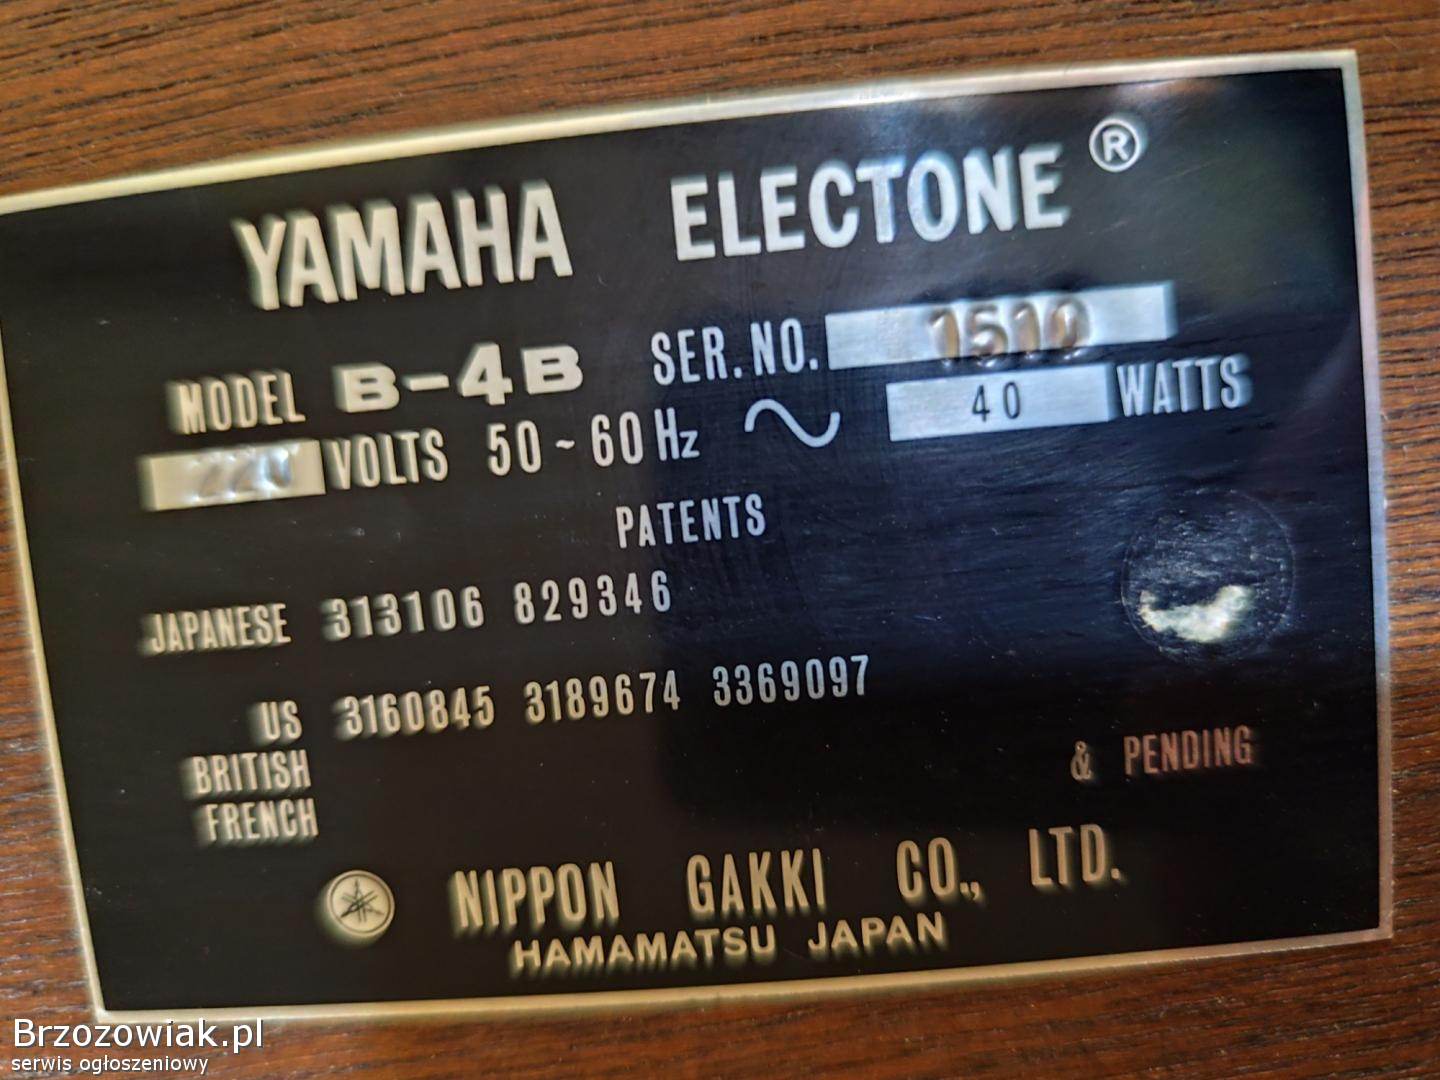 YAMAHA ELECTONE ®
MODEL B-4B SER. NO. 1510
220 VOLTS 50 ~ 60 Hz ~ 40 WATTS
PATENTS
JAPANESE 313106 829346
US 3160845 3189674 3369097
BRITISH
& PENDING
FRENCH
NIPPON GAKKI CO., LTD.
HAMAMATSU JAPAN
Brzozowiak.pl
serwis ogłoszeniowy